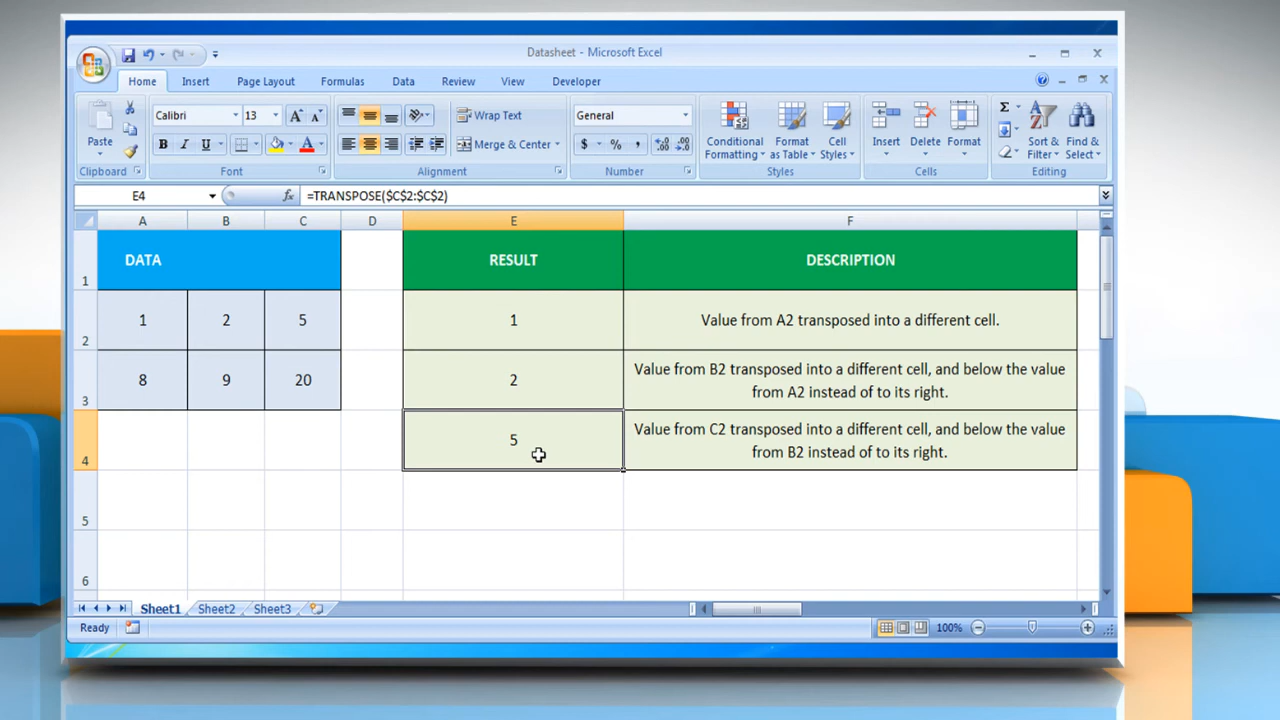 Datasheet - Microsoft Excel
Home Insert Page Layout Formulas Data Review View Developer
Paste Calibri 13 Wrap Text General Conditional Formatting Format as Table Cell Styles Insert Delete Format Sort & Filter Find & Select
B I U A Merge & Center $ % ,
Clipboard Font Alignment Number Styles Cells Editing
E4 fx =TRANSPOSE($C$2:$C$2)
A B C D E F
1 DATA RESULT DESCRIPTION
2 1 2 5 1 Value from A2 transposed into a different cell.
3 8 9 20 2 Value from B2 transposed into a different cell, and below the value
from A2 instead of to its right.
4 5 Value from C2 transposed into a different cell, and below the value
from B2 instead of to its right.
5
6
Sheet1 Sheet2 Sheet3
Ready 100%